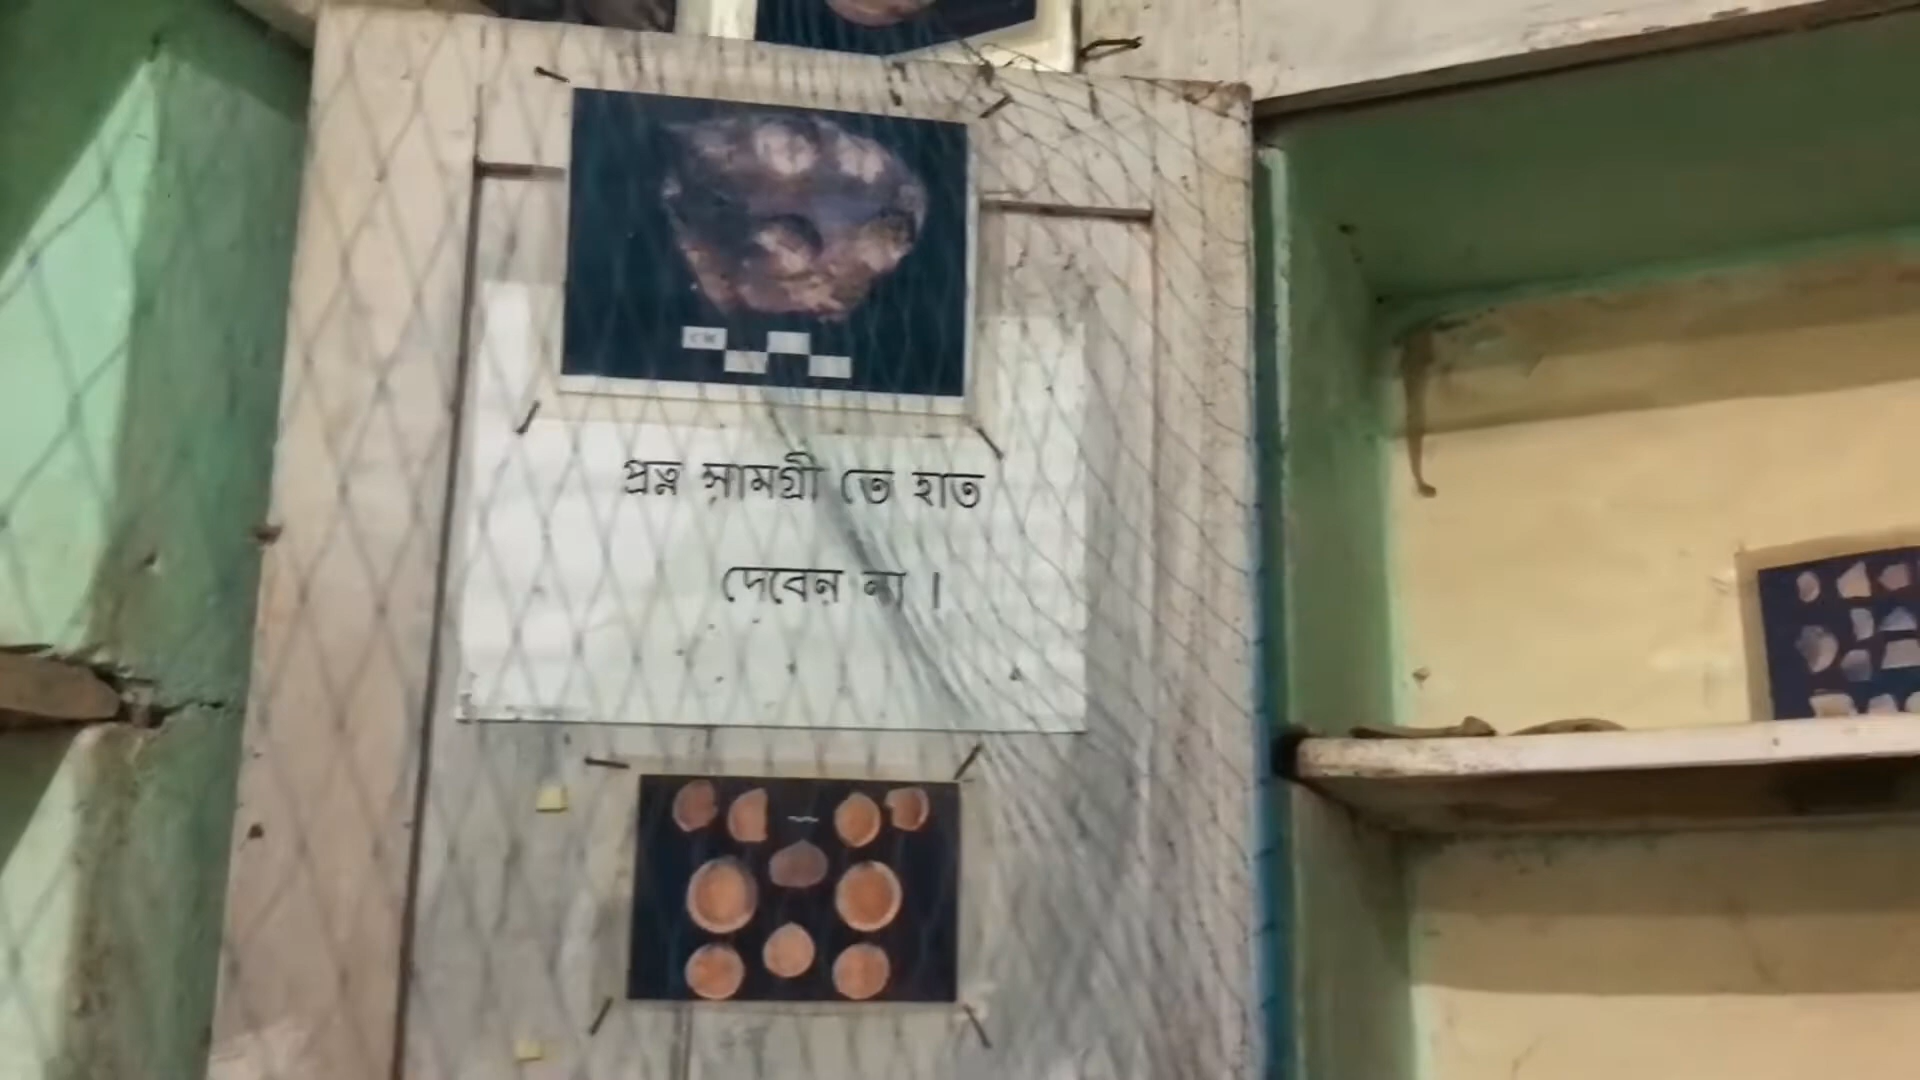 প্রত্ন সামগ্রী তে হাত
দেবেন না ।